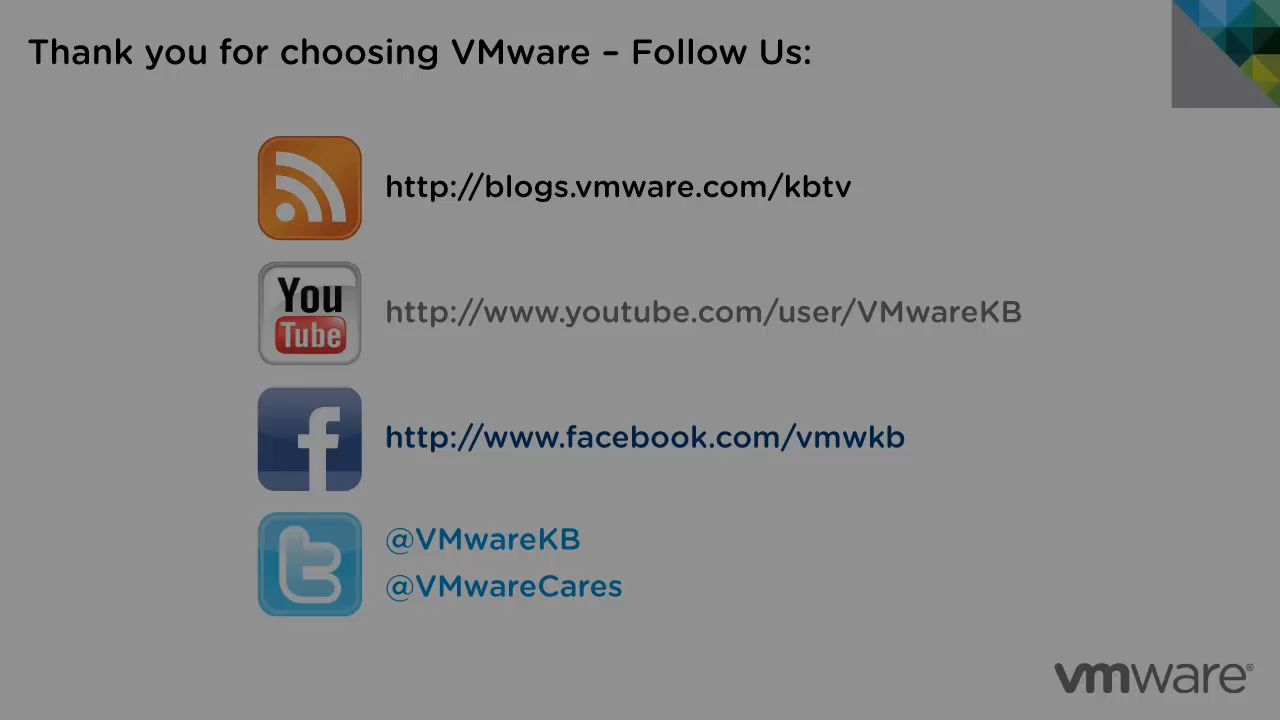 Thank you for choosing VMware – Follow Us:
http://blogs.vmware.com/kbtv
You
Tube
http://www.youtube.com/user/VMwareKB
f
http://www.facebook.com/vmwkb
t
@VMwareKB
@VMwareCares
vmware®